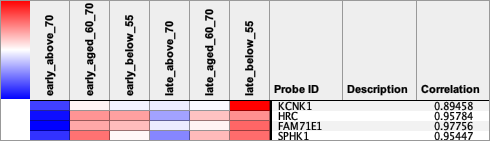 early_above_70
early_aged_60_70
early_below_55
late_above_70
late_aged_60_70
late_below_55
Probe ID Description Correlation
KCNK1 0.89458
HRC 0.95784
FAM71E1 0.97756
SPHK1 0.95447